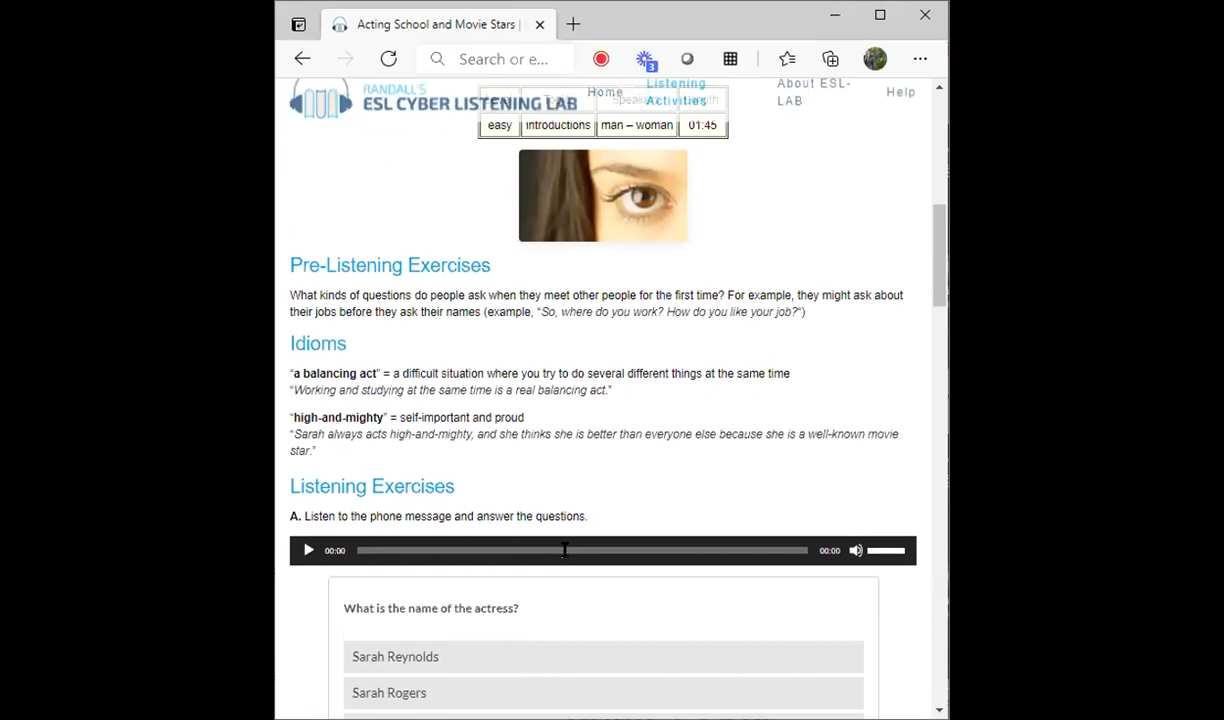 Acting School and Movie Stars |
Search or e...
3
RANDALL'S
ESL CYBER LISTENING LAB
Home
Listening
Activities
About ESL-
LAB
Help
easy introductions man – woman 01:45
Pre-Listening Exercises
What kinds of questions do people ask when they meet other people for the first time? For example, they might ask about
their jobs before they ask their names (example, “So, where do you work? How do you like your job?“)
Idioms
“a balancing act” = a difficult situation where you try to do several different things at the same time
“Working and studying at the same time is a real balancing act.”
“high-and-mighty” = self-important and proud
“Sarah always acts high-and-mighty, and she thinks she is better than everyone else because she is a well-known movie
star.”
Listening Exercises
A. Listen to the phone message and answer the questions.
00:00 00:00
What is the name of the actress?
Sarah Reynolds
Sarah Rogers